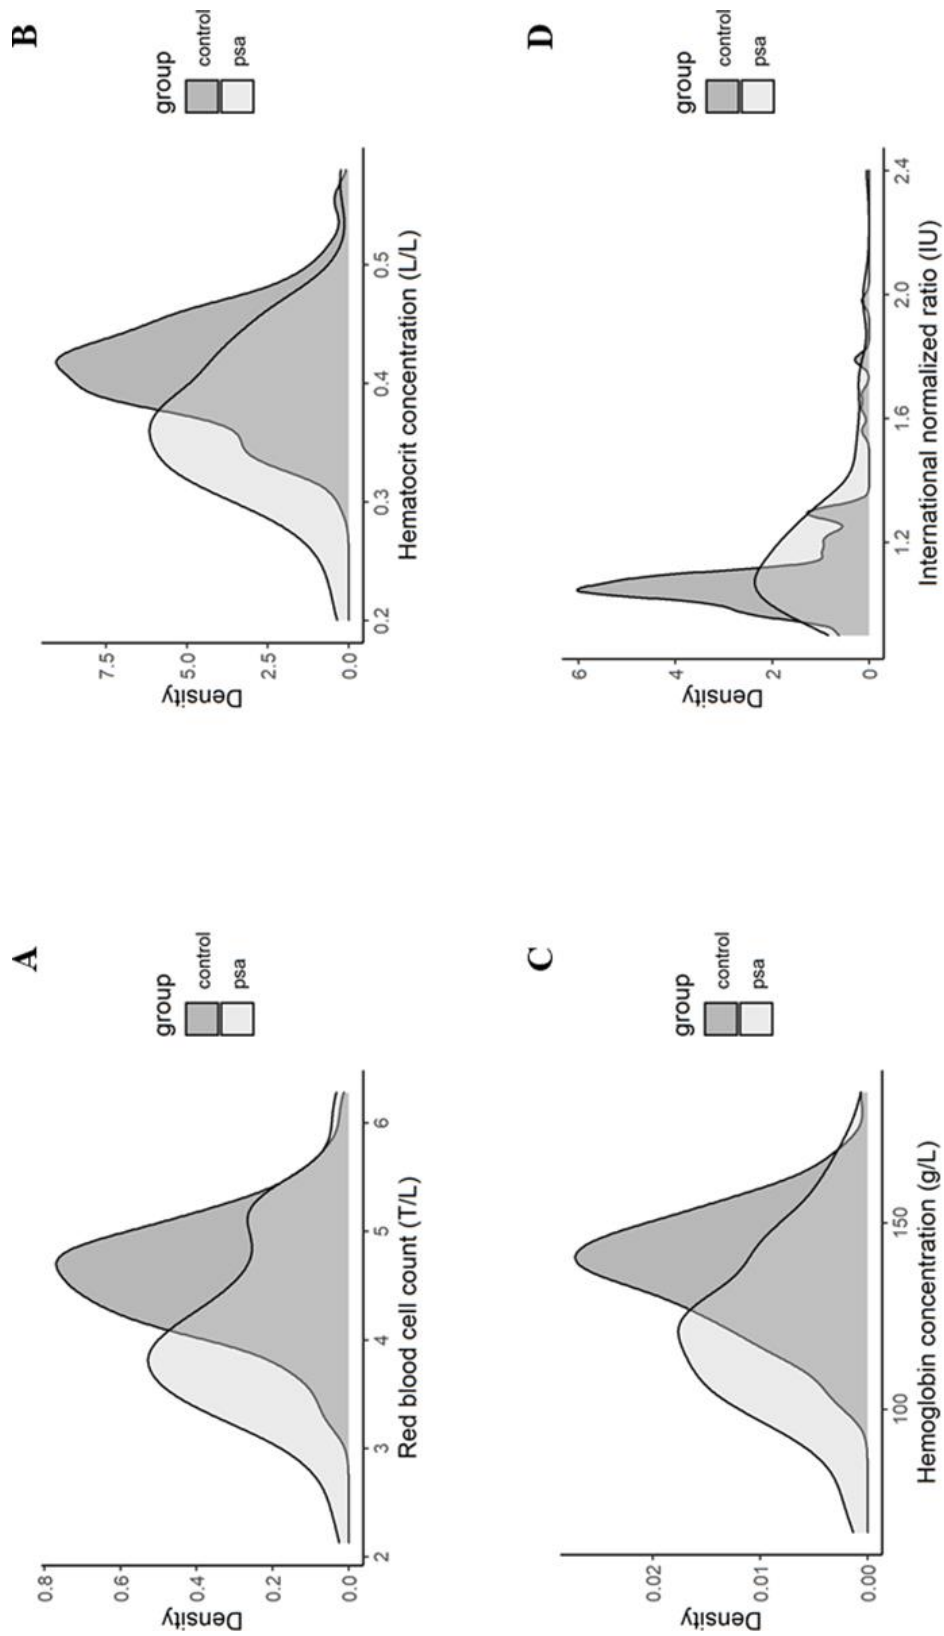 A
0.8
0.6
0.4
0.2
0.0
Density
2
3
4
5
6
Red blood cell count (T/L)
group
control
psa
B
7.5
5.0
2.5
0.0
Density
0.2
0.3
0.4
0.5
Hematocrit concentration (L/L)
group
control
psa
C
0.02
0.01
0.00
Density
100
150
Hemoglobin concentration (g/L)
group
control
psa
D
6
4
2
0
Density
1.2
1.6
2.0
2.4
International normalized ratio (IU)
group
control
psa